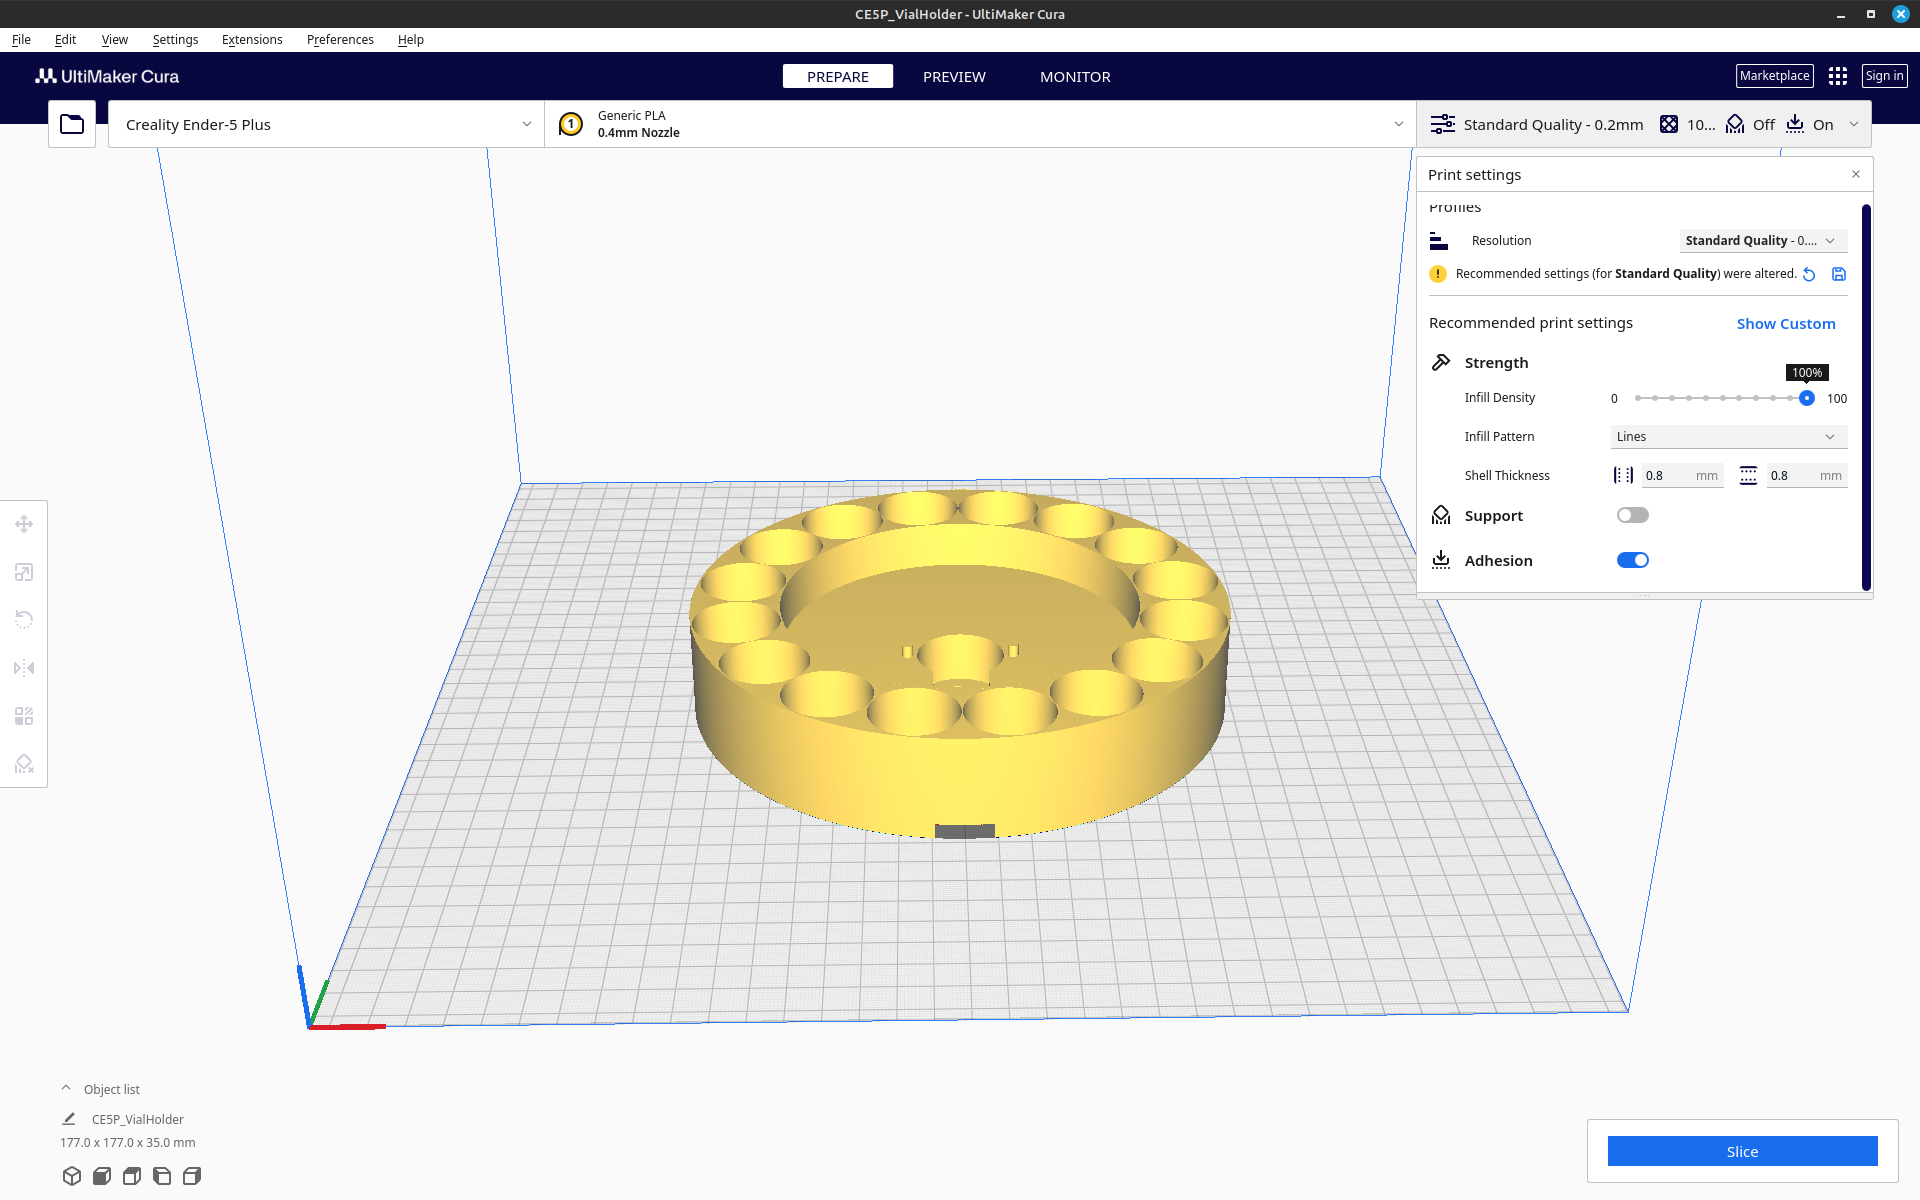 CE5P_VialHolder - UltiMaker Cura
File Edit View Settings Extensions Preferences Help
UltiMaker Cura
PREPARE PREVIEW MONITOR
Marketplace
Sign in
Creality Ender-5 Plus
1
Generic PLA
0.4mm Nozzle
Standard Quality - 0.2mm 10... Off On
Print settings
Profiles
Resolution Standard Quality - 0....
! Recommended settings (for Standard Quality) were altered.
Recommended print settings Show Custom
Strength
100%
Infill Density 0 100
Infill Pattern Lines
Shell Thickness 0.8 mm 0.8 mm
Support
Adhesion
Object list
CE5P_VialHolder
177.0 x 177.0 x 35.0 mm
Slice